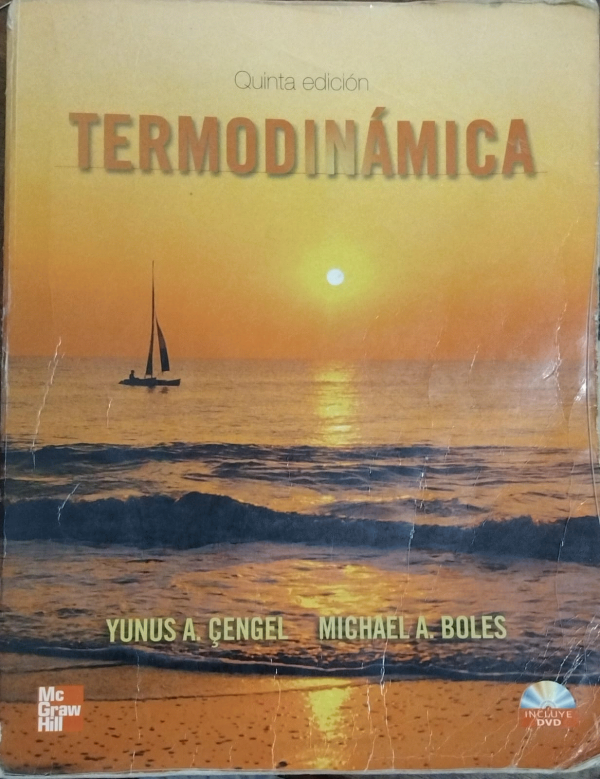 Quinta edición
TERMODINÁMICA
YUNUS A. ÇENGEL MICHAEL A. BOLES
Mc
Graw
Hill
INCLUYE
DVD